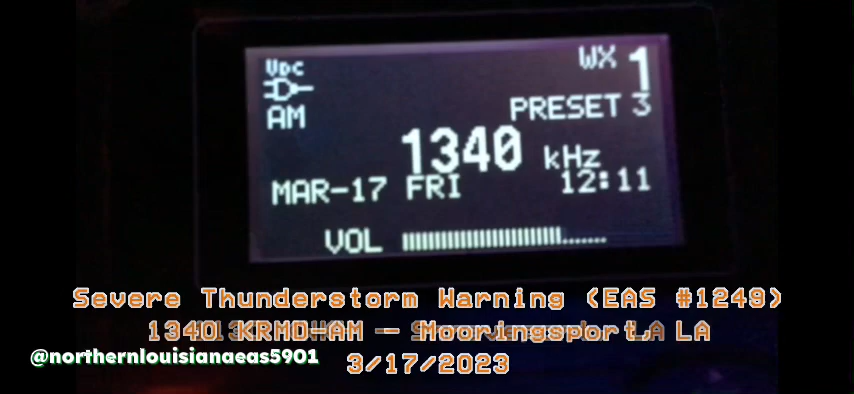 VDC
WX 1
AM
PRESET 3
1340 kHz
MAR-17 FRI 12:11
VOL
Severe Thunderstorm Warning (EAS #1249)
1340 KRMD-AM — LA
@northernlouisianaeas5901
3/17/2023